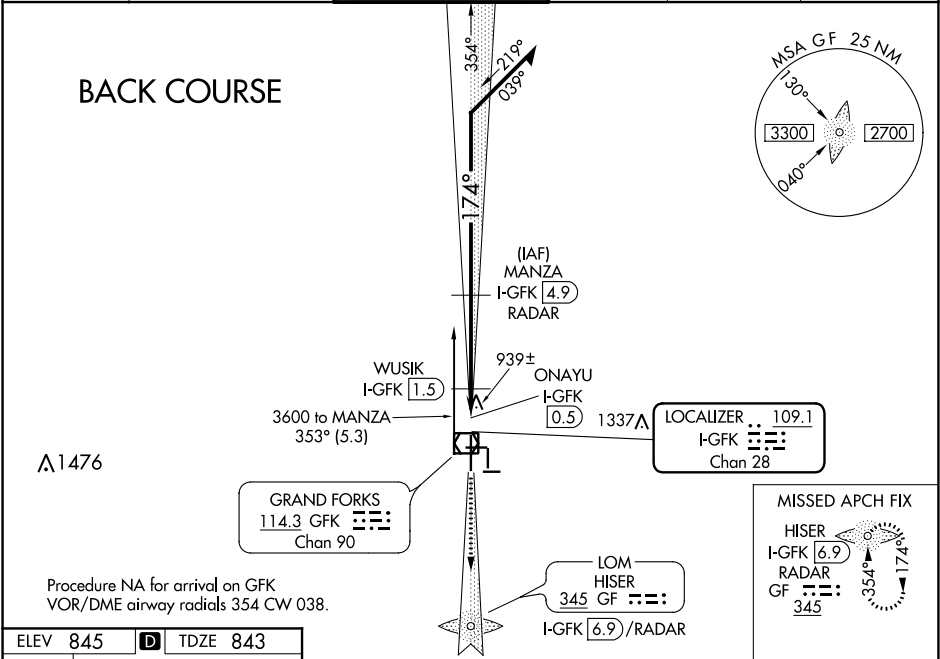 BACK COURSE
354°
219°
039°
174°
MSA GF 25 NM
130°
3300
2700
040°
(IAF)
MANZA
I-GFK 4.9
RADAR
WUSIK
I-GFK 1.5
939±
ONAYU
I-GFK
0.5
3600 to MANZA
353° (5.3)
1337
LOCALIZER 109.1
I-GFK
Chan 28
1476
GRAND FORKS
114.3 GFK
Chan 90
MISSED APCH FIX
HISER
I-GFK 6.9
RADAR
GF
345
354°
174°
LOM
HISER
345 GF
I-GFK 6.9/RADAR
Procedure NA for arrival on GFK
VOR/DME airway radials 354 CW 038.
ELEV 845 D TDZE 843